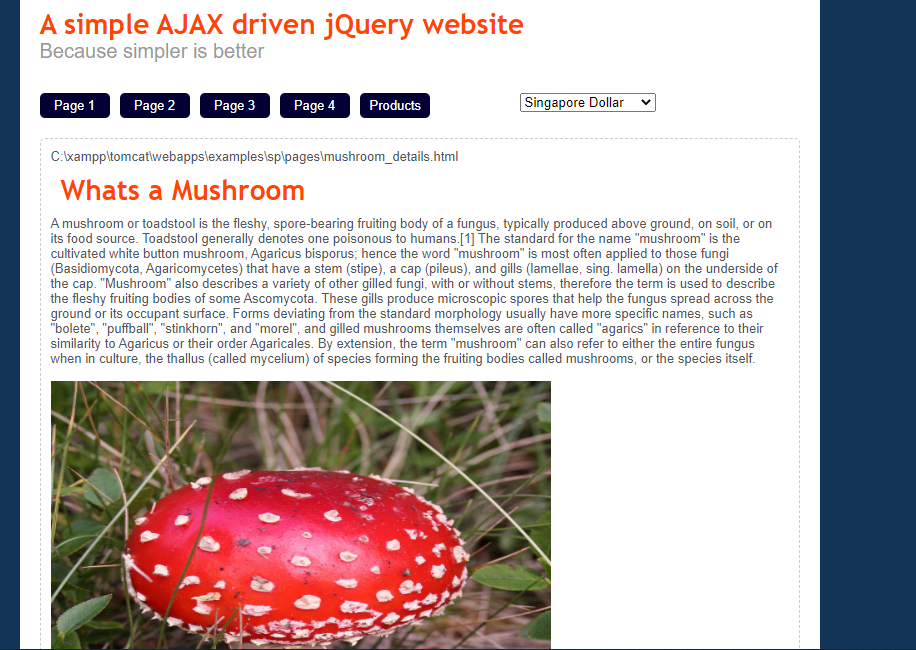 A simple AJAX driven jQuery website
Because simpler is better
Page 1 Page 2 Page 3 Page 4 Products Singapore Dollar
C:\xampp\tomcat\webapps\examples\sp\pages\mushroom_details.html
Whats a Mushroom
A mushroom or toadstool is the fleshy, spore-bearing fruiting body of a fungus, typically produced above ground, on soil, or on
its food source. Toadstool generally denotes one poisonous to humans.[1] The standard for the name "mushroom" is the
cultivated white button mushroom, Agaricus bisporus; hence the word "mushroom" is most often applied to those fungi
(Basidiomycota, Agaricomycetes) that have a stem (stipe), a cap (pileus), and gills (lamellae, sing. lamella) on the underside of
the cap. "Mushroom" also describes a variety of other gilled fungi, with or without stems, therefore the term is used to describe
the fleshy fruiting bodies of some Ascomycota. These gills produce microscopic spores that help the fungus spread across the
ground or its occupant surface. Forms deviating from the standard morphology usually have more specific names, such as
"bolete", "puffball", "stinkhorn", and "morel", and gilled mushrooms themselves are often called "agarics" in reference to their
similarity to Agaricus or their order Agaricales. By extension, the term "mushroom" can also refer to either the entire fungus
when in culture, the thallus (called mycelium) of species forming the fruiting bodies called mushrooms, or the species itself.